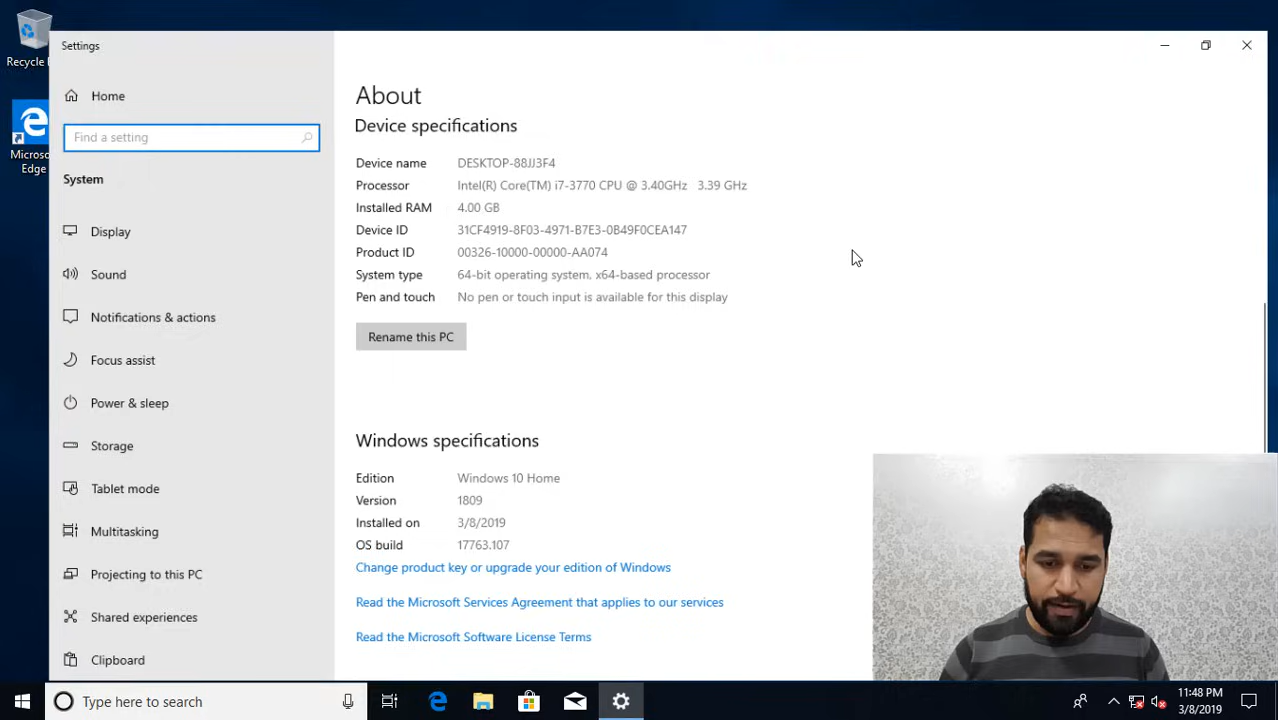 Recycle
Microso
Edge
Settings
Home
Find a setting
System
Display
Sound
Notifications & actions
Focus assist
Power & sleep
Storage
Tablet mode
Multitasking
Projecting to this PC
Shared experiences
Clipboard
About
Device specifications
Device name DESKTOP-88JJ3F4
Processor Intel(R) Core(TM) i7-3770 CPU @ 3.40GHz 3.39 GHz
Installed RAM 4.00 GB
Device ID 31CF4919-8F03-4971-B7E3-0B49F0CEA147
Product ID 00326-10000-00000-AA074
System type 64-bit operating system, x64-based processor
Pen and touch No pen or touch input is available for this display
Rename this PC
Windows specifications
Edition Windows 10 Home
Version 1809
Installed on 3/8/2019
OS build 17763.107
Change product key or upgrade your edition of Windows
Read the Microsoft Services Agreement that applies to our services
Read the Microsoft Software License Terms
Type here to search
11:48 PM
3/8/2019